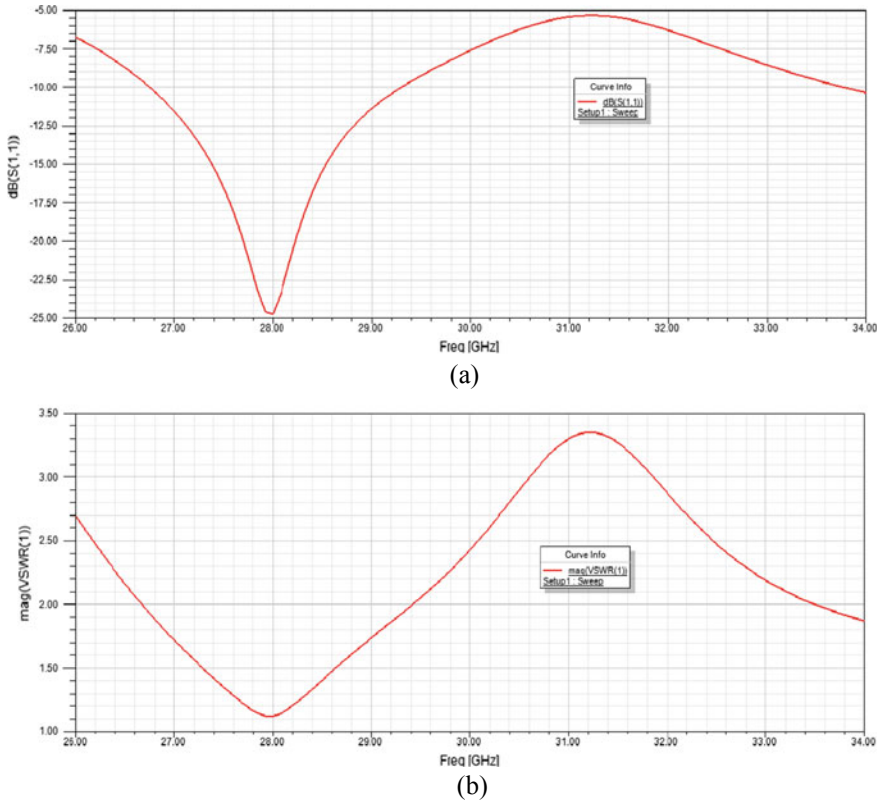 -5.00
-7.50
-10.00
-12.50
-15.00
-17.50
-20.00
-22.50
-25.00
dB(S(1,1))
Curve Info
dB(S(1,1))
Setup1 : Sweep
26.00 27.00 28.00 29.00 30.00 31.00 32.00 33.00 34.00
Freq [GHz]
(a)
3.50
3.00
2.50
2.00
1.50
1.00
mag(VSWR(1))
Curve Info
mag(VSWR(1))
Setup1 : Sweep
26.00 27.00 28.00 29.00 30.00 31.00 32.00 33.00 34.00
Freq [GHz]
(b)